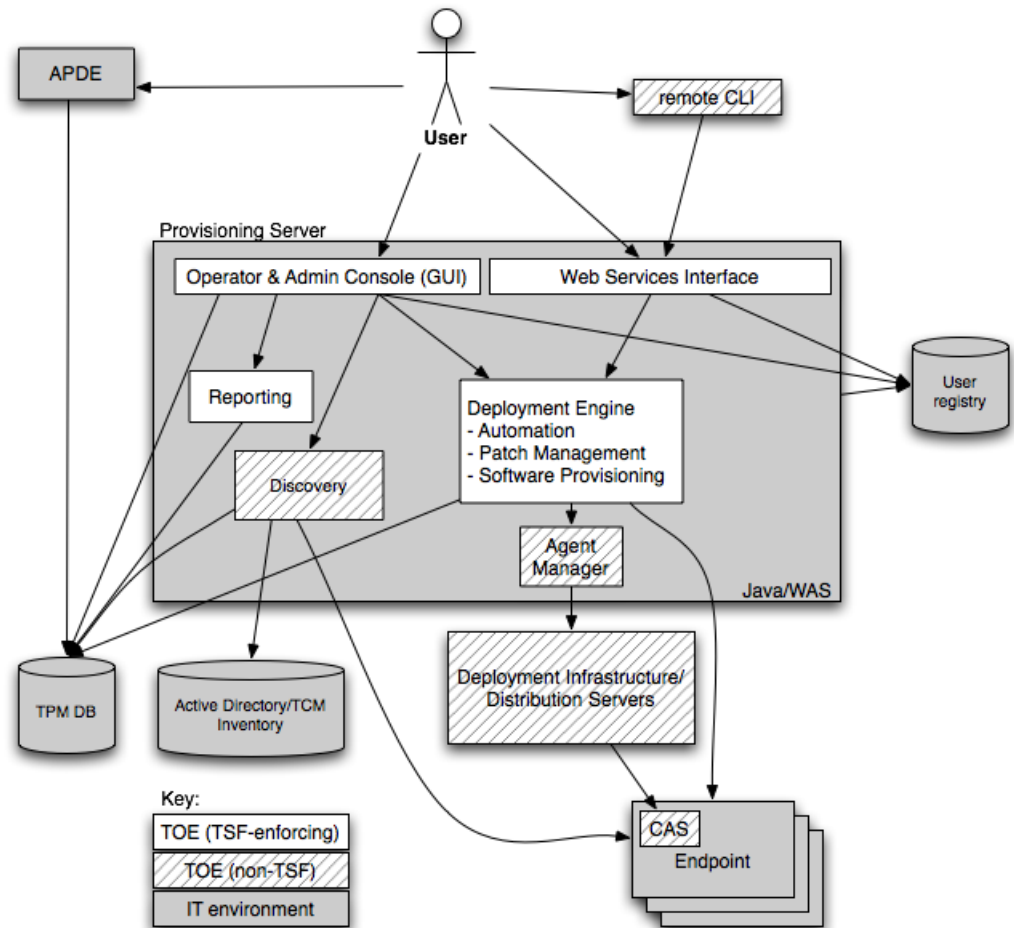 APDE
remote CLI
User
Provisioning Server
Operator & Admin Console (GUI)
Web Services Interface
Reporting
Deployment Engine
- Automation
- Patch Management
- Software Provisioning
User
registry
Discovery
Agent
Manager
Java/WAS
TPM DB
Active Directory/TCM
Inventory
Deployment Infrastructure/
Distribution Servers
CAS
Endpoint
Key:
TOE (TSF-enforcing)
TOE (non-TSF)
IT environment